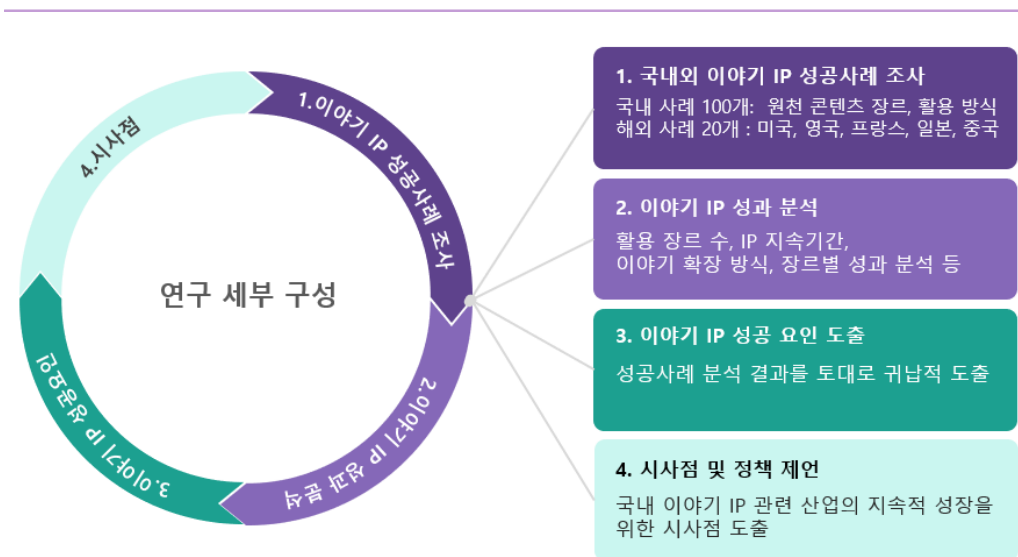 1.이야기 IP 성공사례 조사
2.이야기 IP 성과 분석
3.이야기 IP 성공요인
4.시사점
연구 세부 구성
1. 국내외 이야기 IP 성공사례 조사
국내 사례 100개: 원천 콘텐츠 장르, 활용 방식
해외 사례 20개 : 미국, 영국, 프랑스, 일본, 중국
2. 이야기 IP 성과 분석
활용 장르 수, IP 지속기간,
이야기 확장 방식, 장르별 성과 분석 등
3. 이야기 IP 성공 요인 도출
성공사례 분석 결과를 토대로 귀납적 도출
4. 시사점 및 정책 제언
국내 이야기 IP 관련 산업의 지속적 성장을
위한 시사점 도출